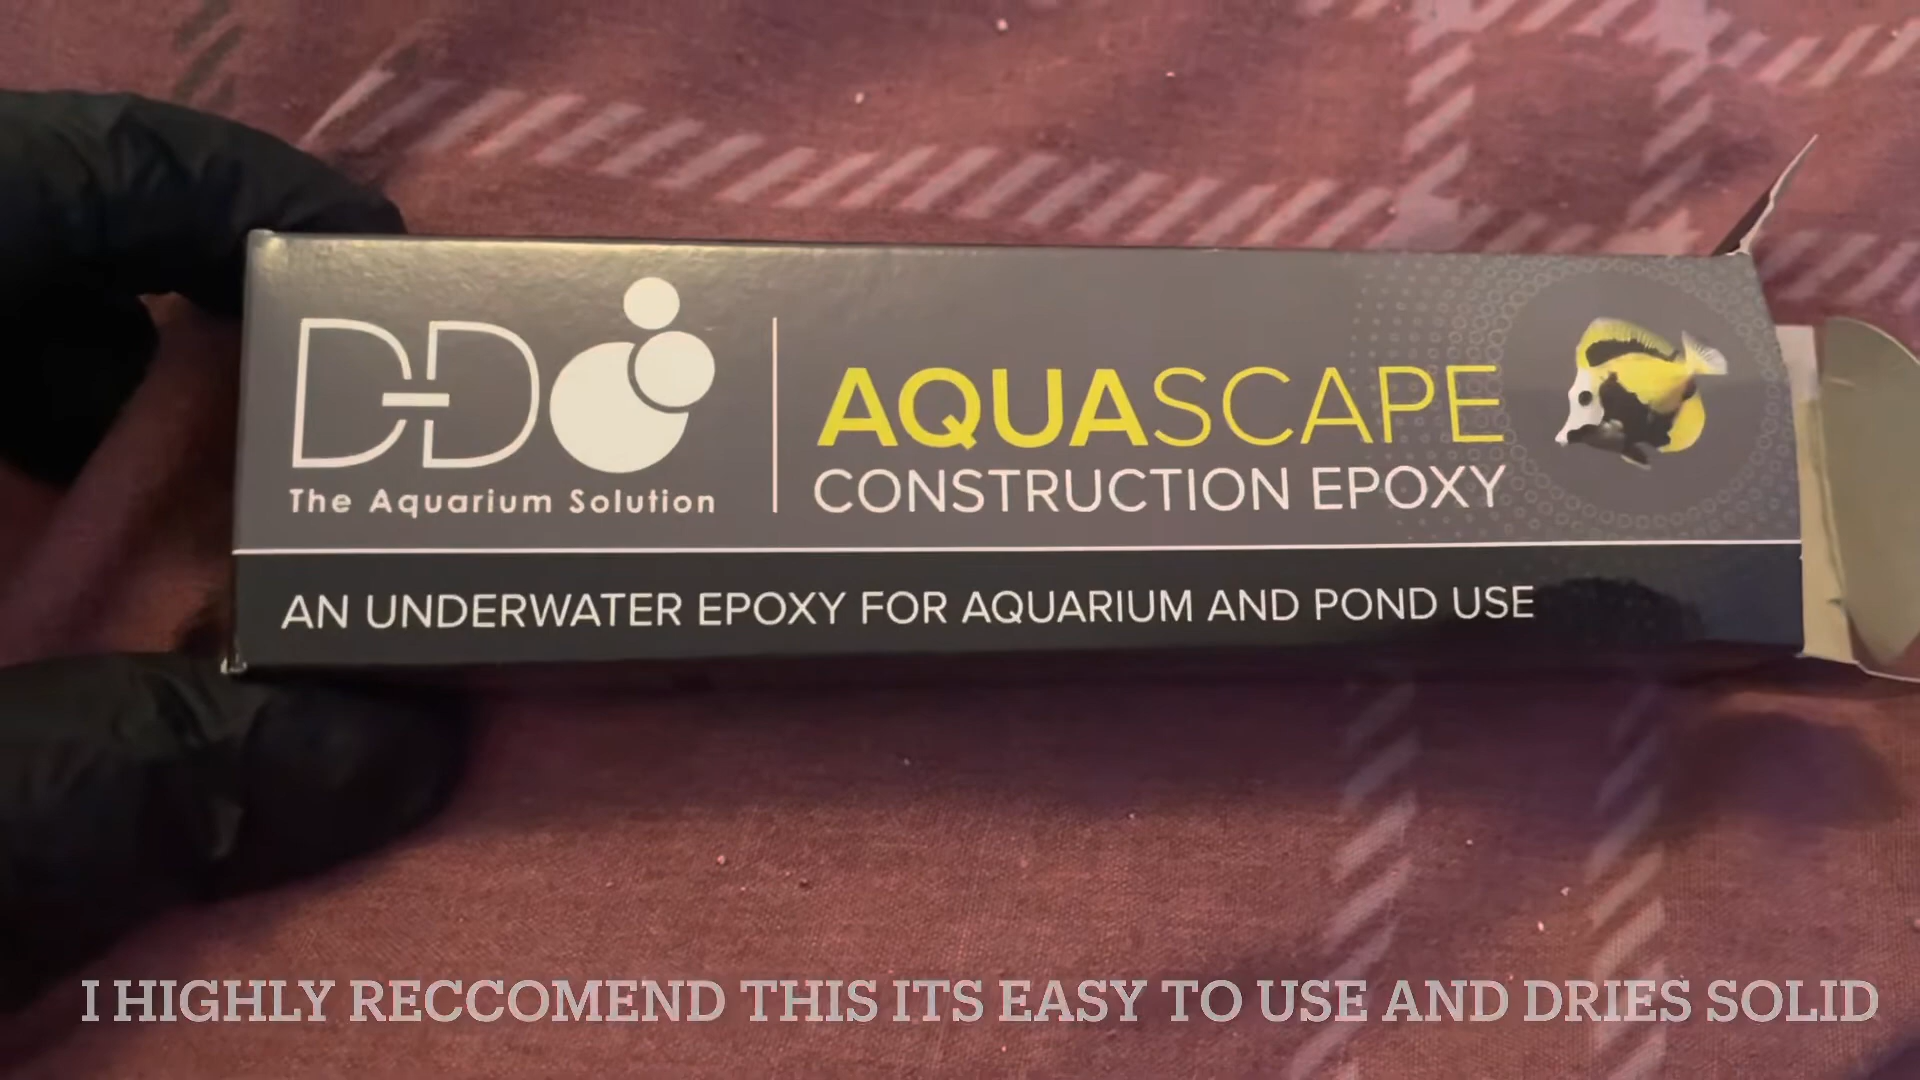 D-D
The Aquarium Solution
AQUASCAPE
CONSTRUCTION EPOXY
AN UNDERWATER EPOXY FOR AQUARIUM AND POND USE
I HIGHLY RECCOMEND THIS ITS EASY TO USE AND DRIES SOLID